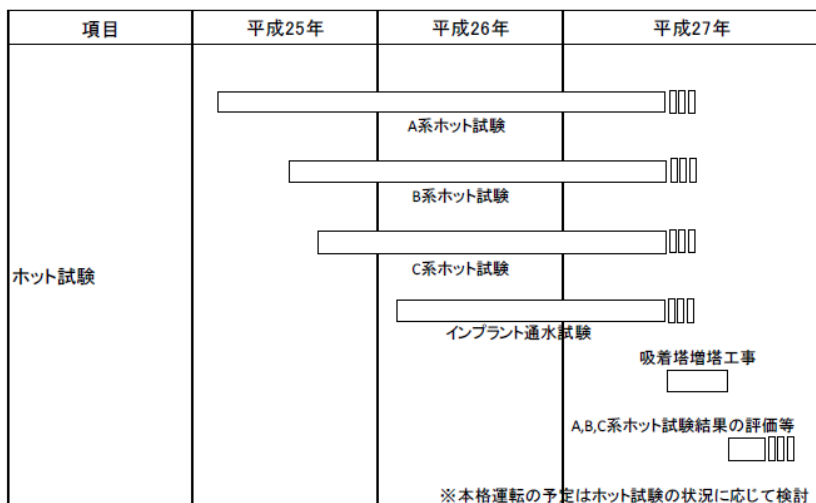 項目 平成25年 平成26年 平成27年
A系ホット試験
B系ホット試験
C系ホット試験
ホット試験
インプラント通水試験
吸着塔増塔工事
A,B,C系ホット試験結果の評価等
※本格運転の予定はホット試験の状況に応じて検討